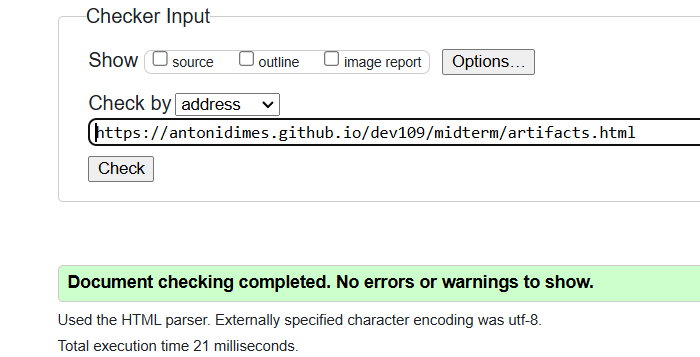 Checker Input
Show source outline image report Options...
Check by address
https://antonidimes.github.io/dev109/midterm/artifacts.html
Check
Document checking completed. No errors or warnings to show.
Used the HTML parser. Externally specified character encoding was utf-8.
Total execution time 21 milliseconds.